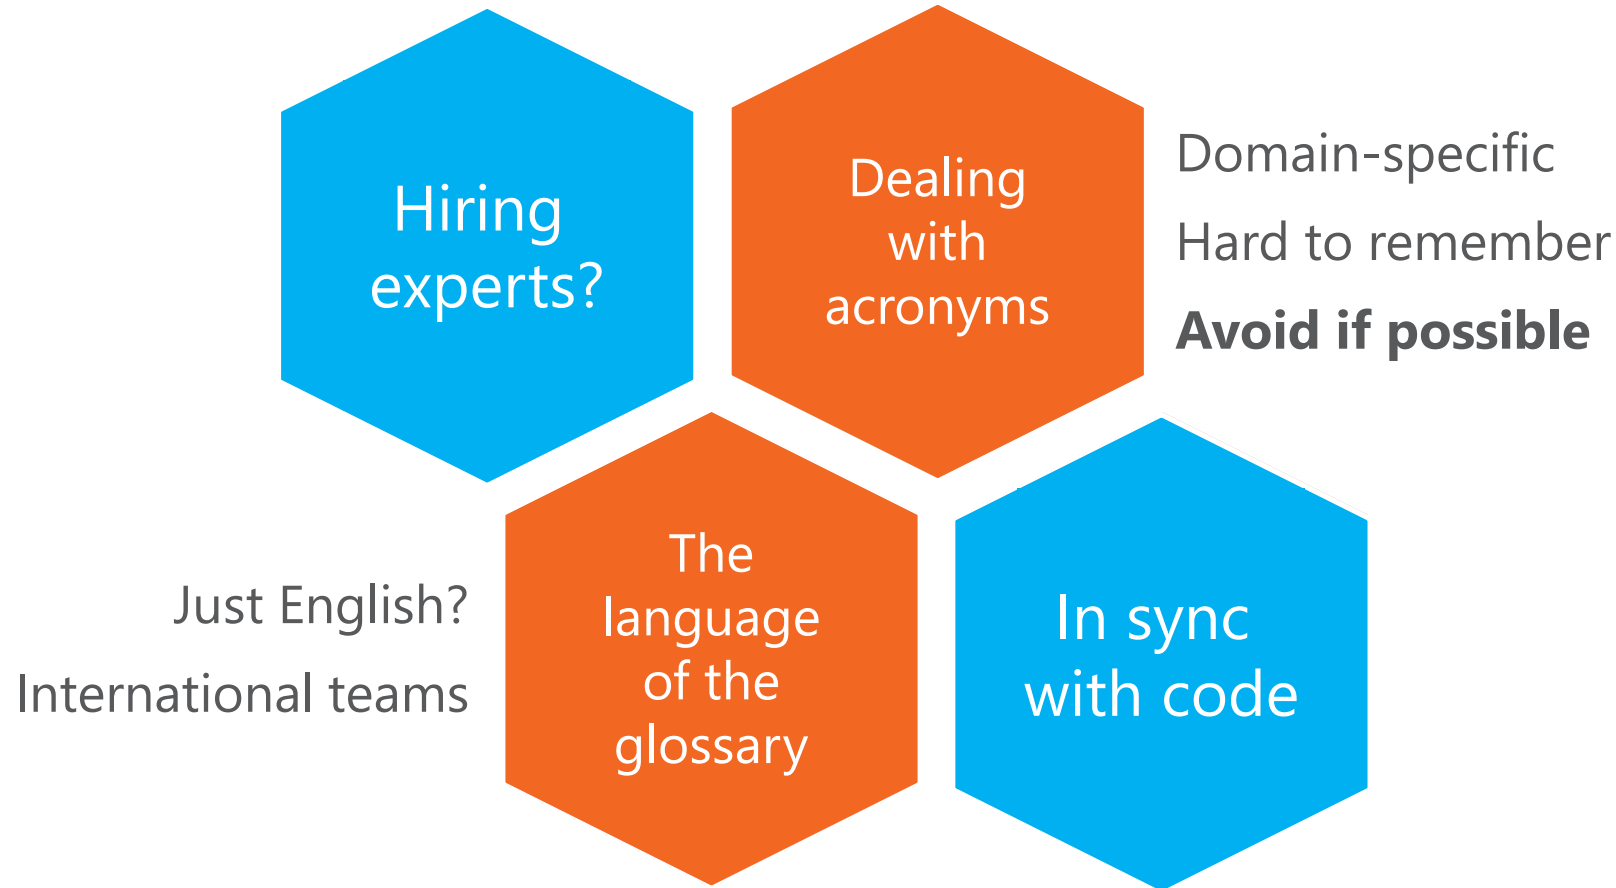 Hiring
experts?
Dealing
with
acronyms
Domain-specific
Hard to remember
Avoid if possible
Just English?
International teams
The
language
of the
glossary
In sync
with code